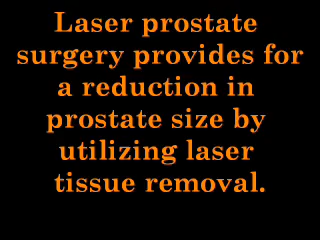 Laser prostate
surgery provides for
a reduction in
prostate size by
utilizing laser
tissue removal.